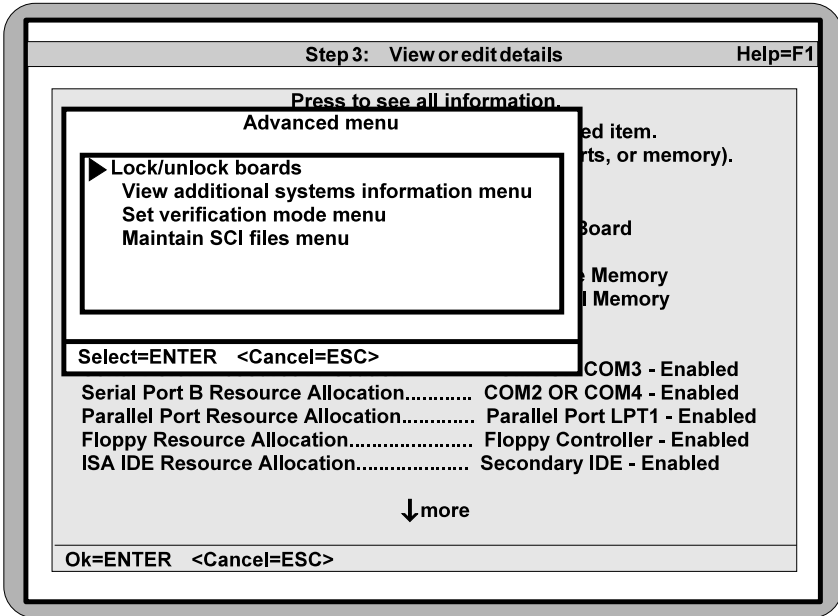 Step 3: View or edit details Help=F1
Press to see all information.
Advanced menu
ed item.
rts, or memory).
Lock/unlock boards
View additional systems information menu
Set verification mode menu
Maintain SCI files menu
Board
e Memory
l Memory
Select=ENTER <Cancel=ESC>
COM3 - Enabled
Serial Port B Resource Allocation............ COM2 OR COM4 - Enabled
Parallel Port Resource Allocation............. Parallel Port LPT1 - Enabled
Floppy Resource Allocation...................... Floppy Controller - Enabled
ISA IDE Resource Allocation.................... Secondary IDE - Enabled
↓more
Ok=ENTER <Cancel=ESC>